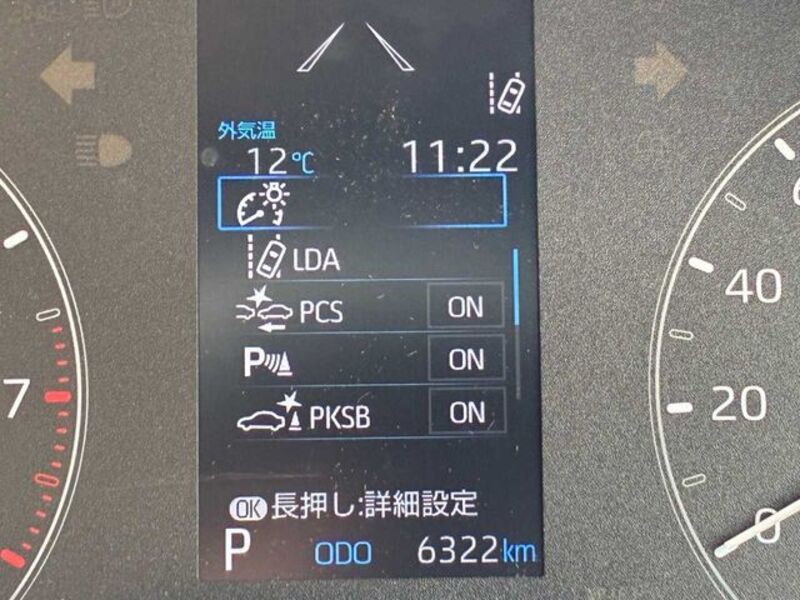 外気温
12℃ 11:22
LDA
PCS ON
P ON
PKSB ON
OK 長押し:詳細設定
P ODO 6322km
7
40
20
0